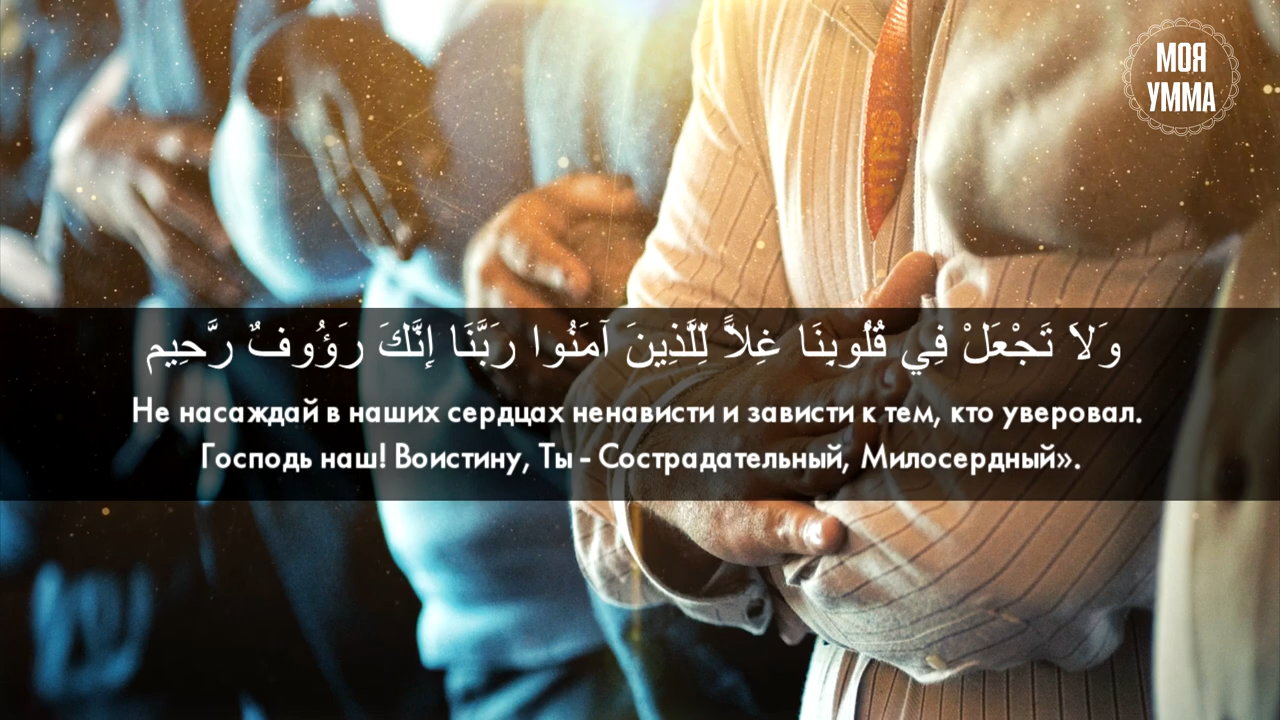 МОЯ
УММА
وَلاَ تَجْعَلْ فِي قُلُوبِنَا غِلاًّ لِّلَّذِينَ آمَنُوا رَبَّنَا إِنَّكَ رَؤُوفٌ رَّحِيم
Не насаждай в наших сердцах ненависти и зависти к тем, кто уверовал.
Господь наш! Воистину, Ты - Сострадательный, Милосердный».